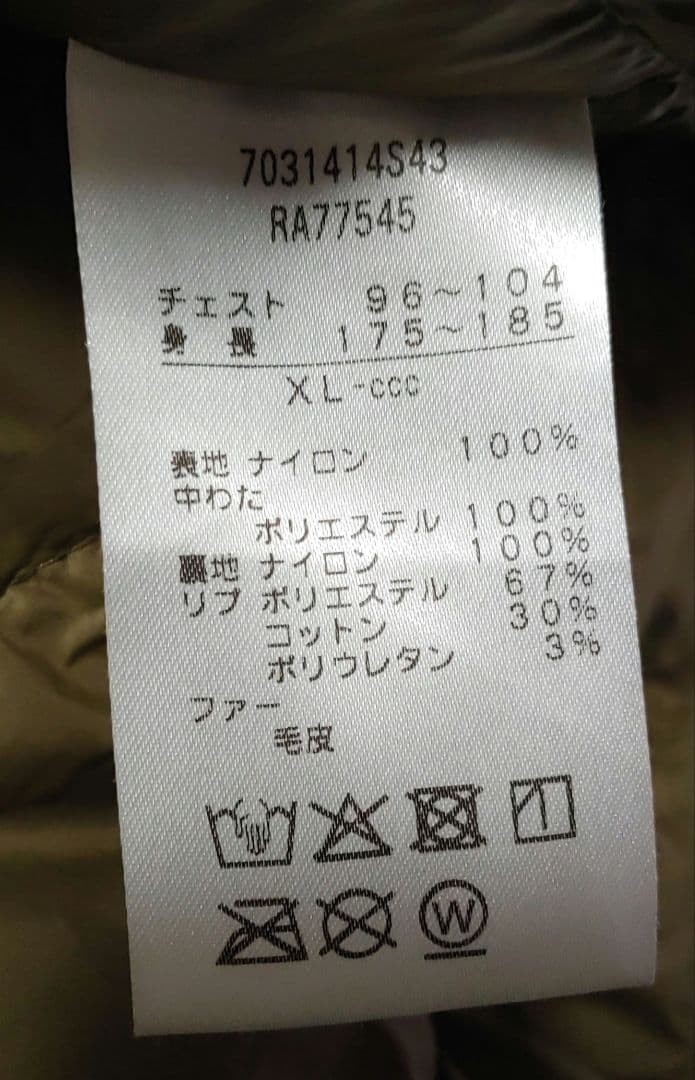 7031414S43
RA77545
チェスト 96~104
身長 175~185
XL-ccc
表地 ナイロン 100%
中わた
ポリエステル 100%
裏地 ナイロン 100%
リブ ポリエステル 67%
コットン 30%
ポリウレタン 3%
ファー
毛皮
W